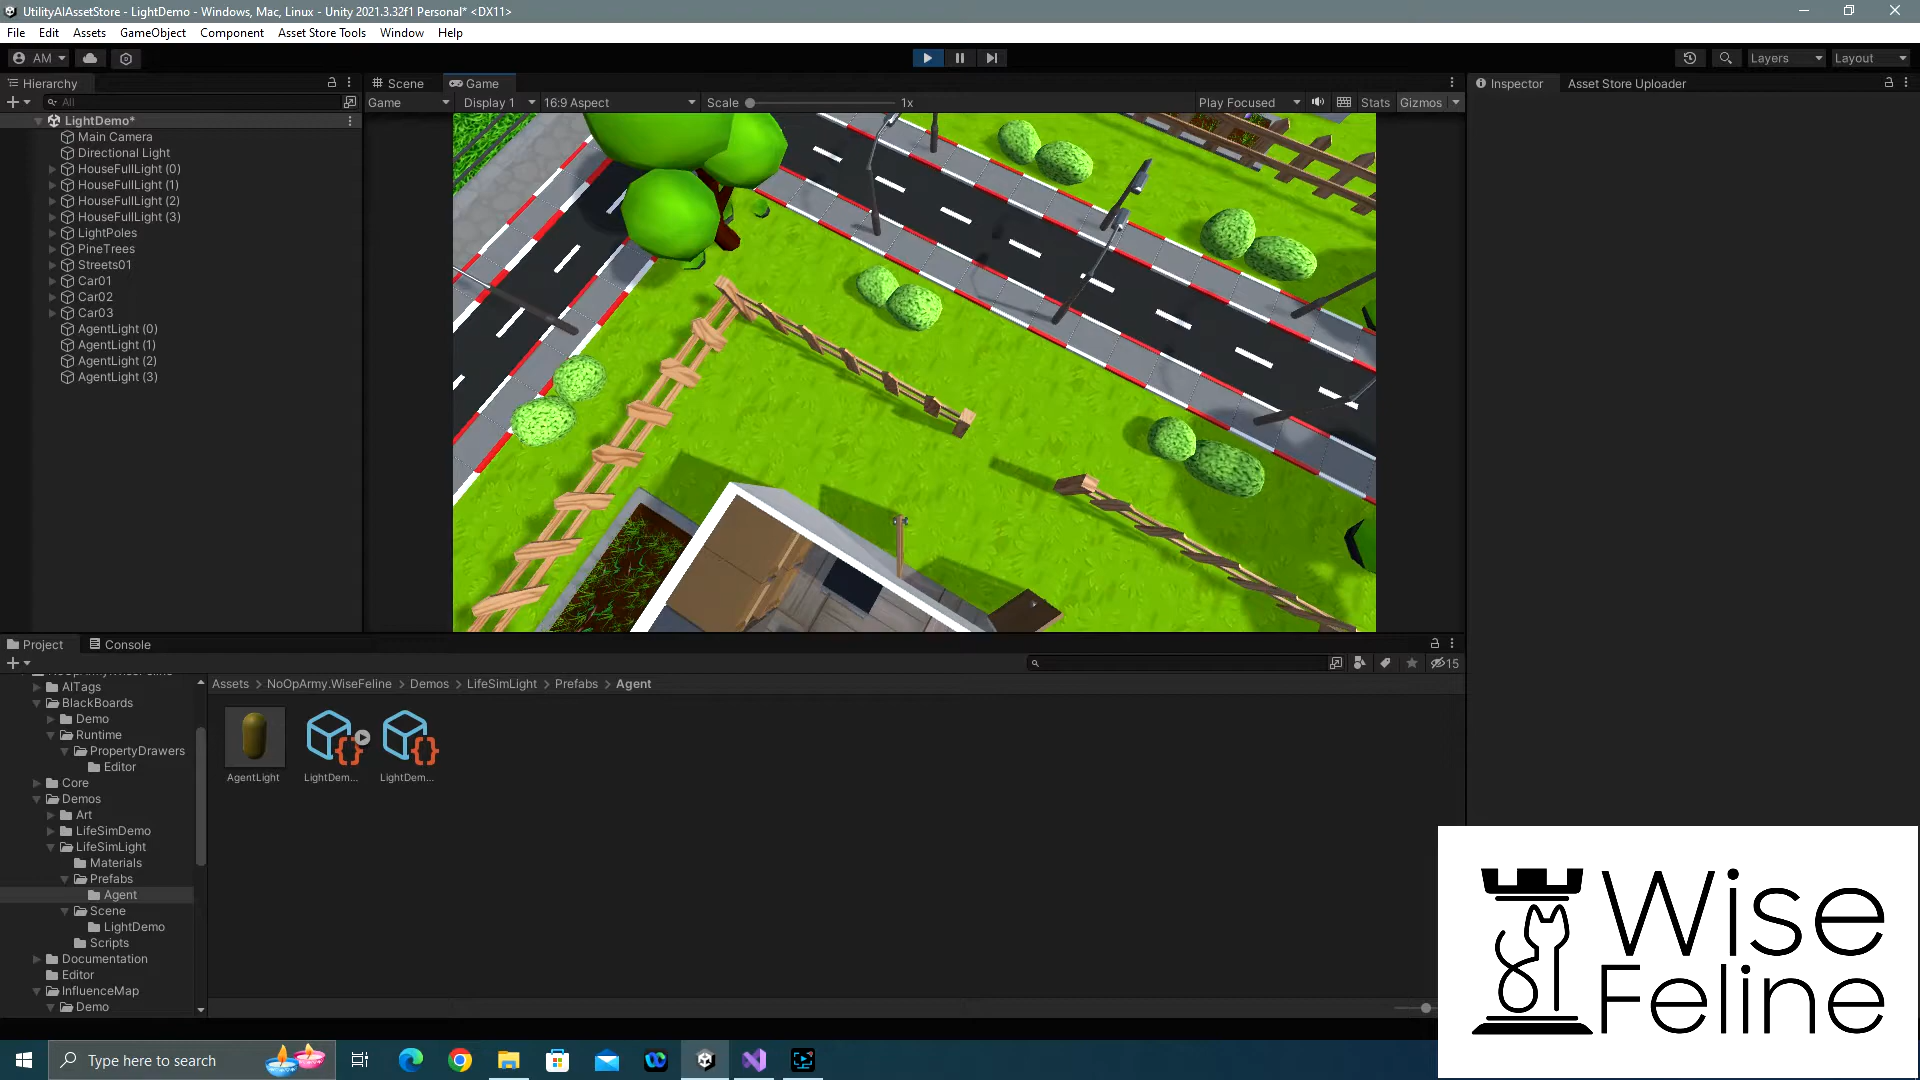 UtilityAIAssetStore - LightDemo - Windows, Mac, Linux - Unity 2021.3.32f1 Personal* <DX11>
File Edit Assets GameObject Component Asset Store Tools Window Help
AM Layers Layout
Hierarchy Scene Game Inspector Asset Store Uploader
All Game Display 1 16:9 Aspect Scale 1x Play Focused Stats Gizmos
LightDemo*
Main Camera
Directional Light
HouseFullLight (0)
HouseFullLight (1)
HouseFullLight (2)
HouseFullLight (3)
LightPoles
PineTrees
Streets01
Car01
Car02
Car03
AgentLight (0)
AgentLight (1)
AgentLight (2)
AgentLight (3)
Project Console
15
Assets > NoOpArmy.WiseFeline > Demos > LifeSimLight > Prefabs > Agent
AITags
BlackBoards
Demo
Runtime
PropertyDrawers
Editor
Core
Demos
Art
LifeSimDemo
LifeSimLight
Materials
Prefabs
Agent
Scene
LightDemo
Scripts
Documentation
Editor
InfluenceMap
Demo
AgentLight LightDem... LightDem...
Wise
Feline
Type here to search